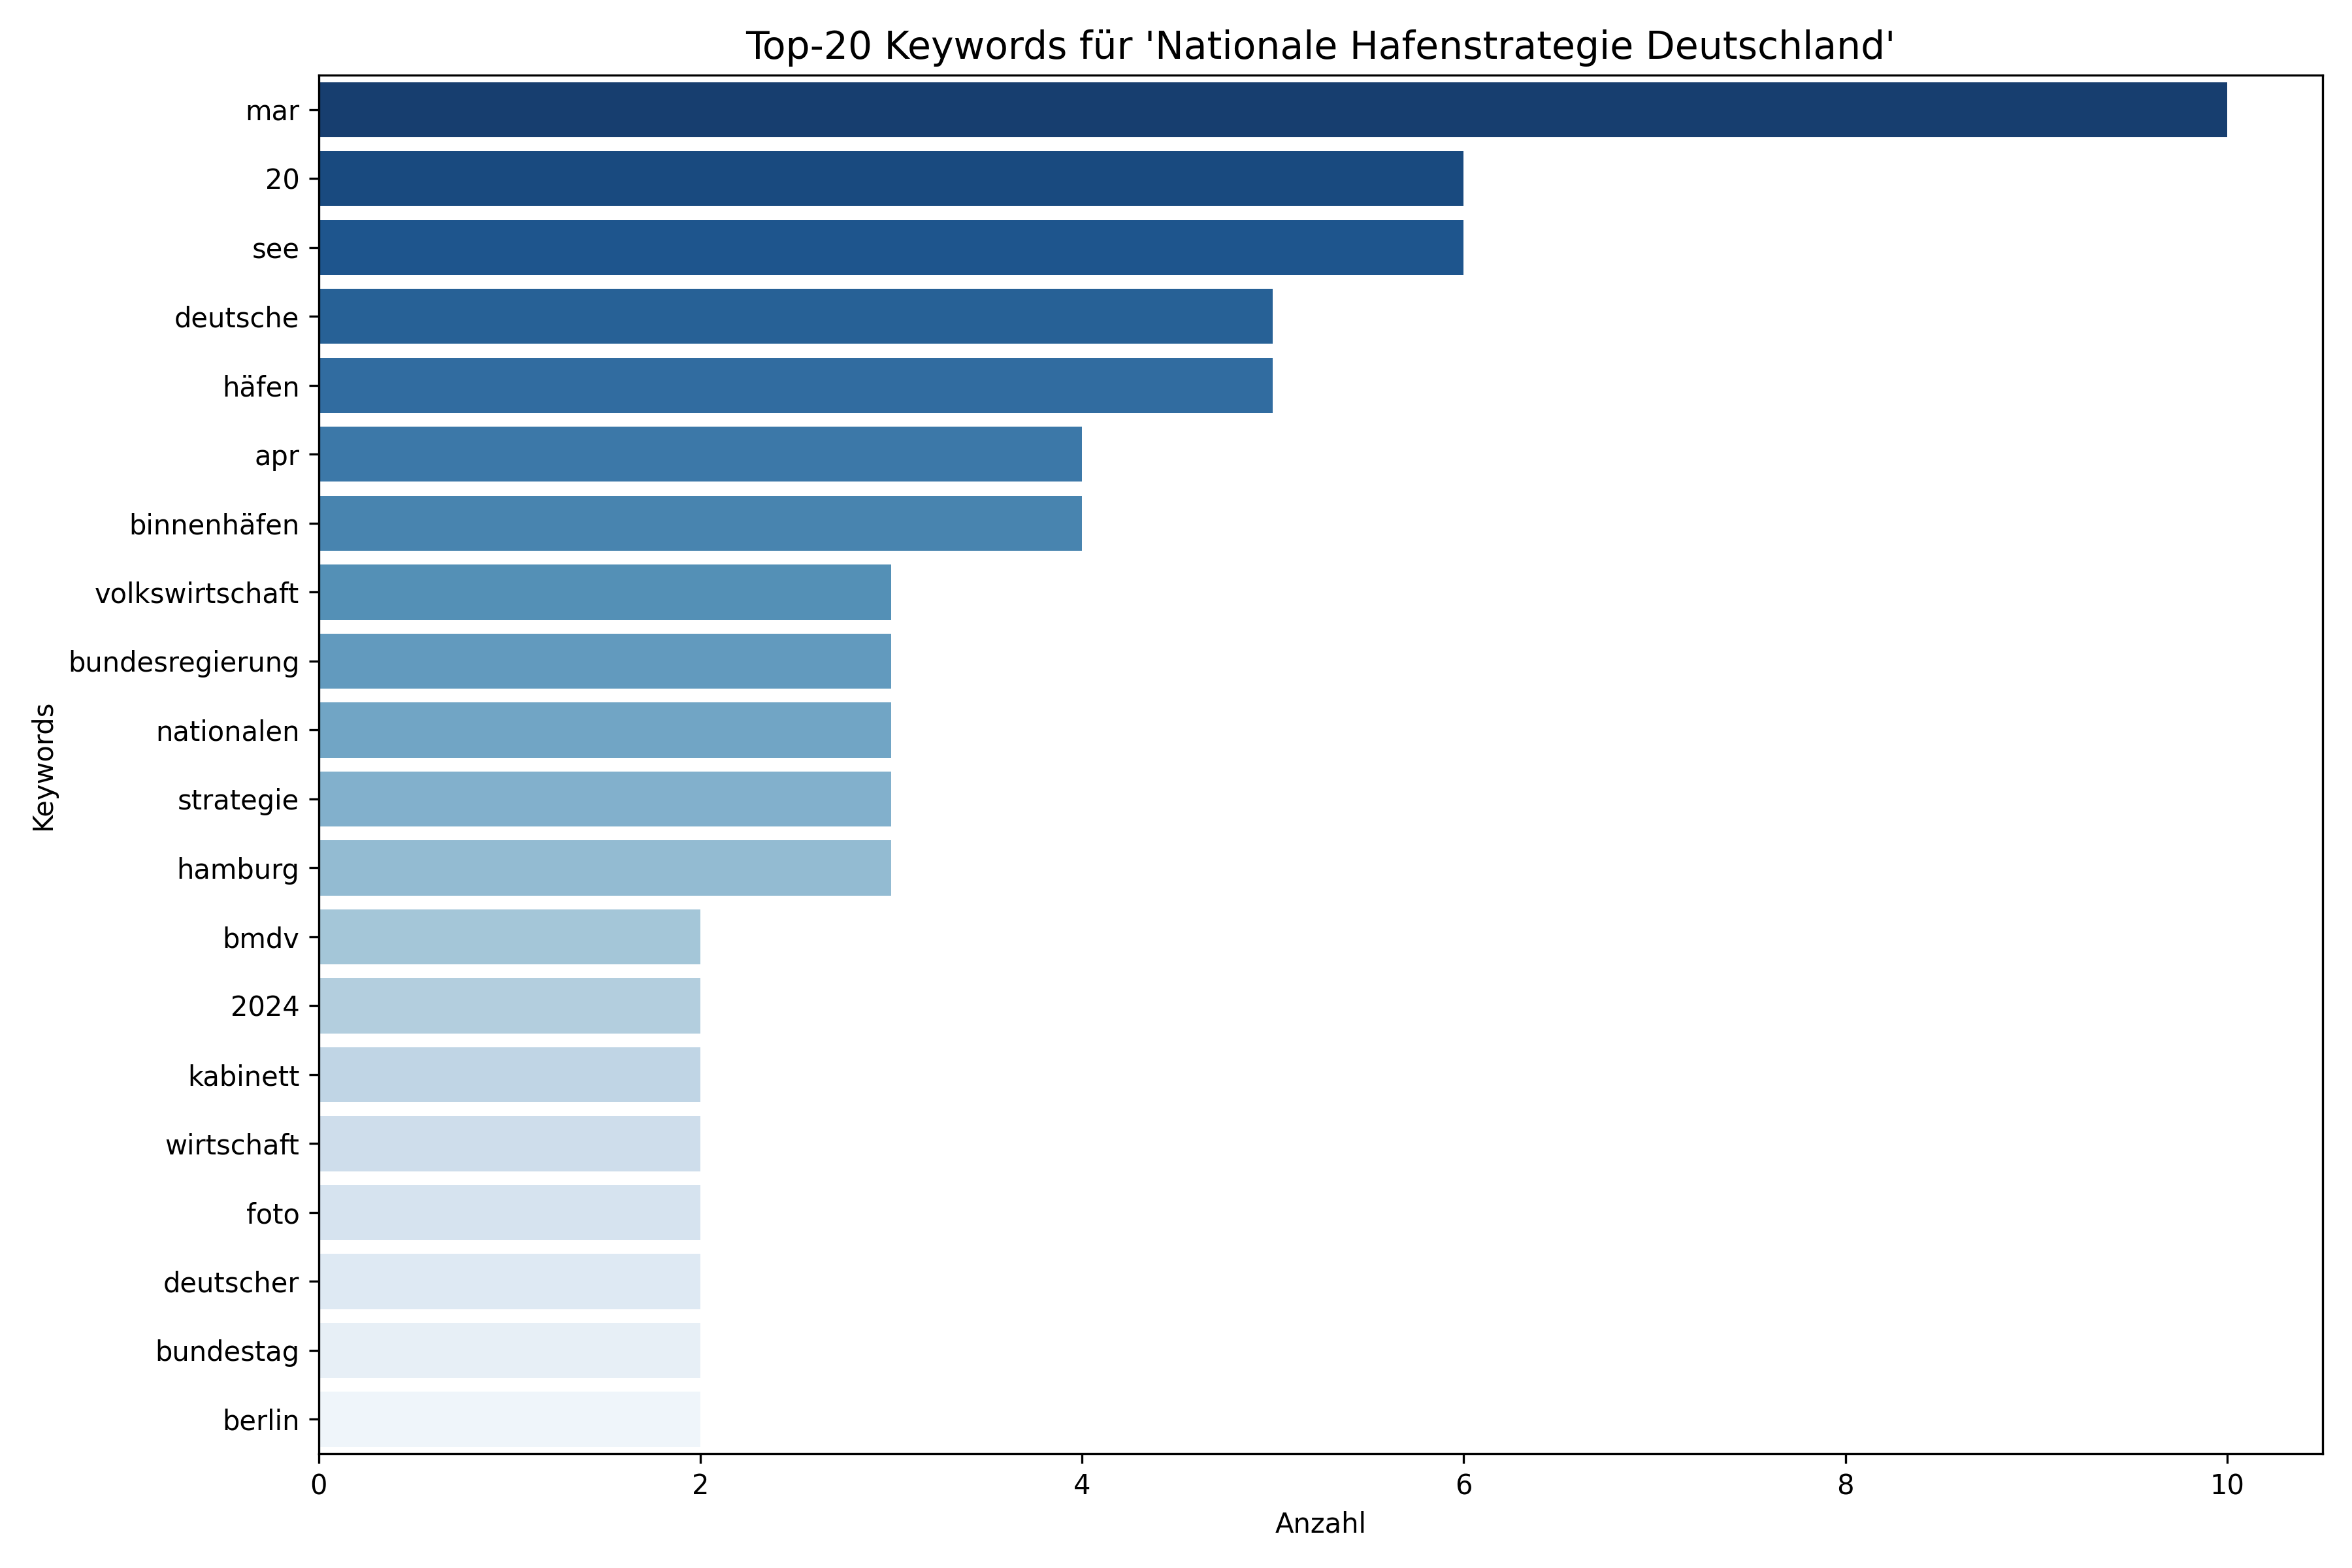 Top-20 Keywords für 'Nationale Hafenstrategie Deutschland'
mar
20
see
deutsche
häfen
apr
binnenhäfen
volkswirtschaft
bundesregierung
nationalen
strategie
hamburg
bmdv
2024
kabinett
wirtschaft
foto
deutscher
bundestag
berlin
Keywords
0 2 4 6 8 10
Anzahl